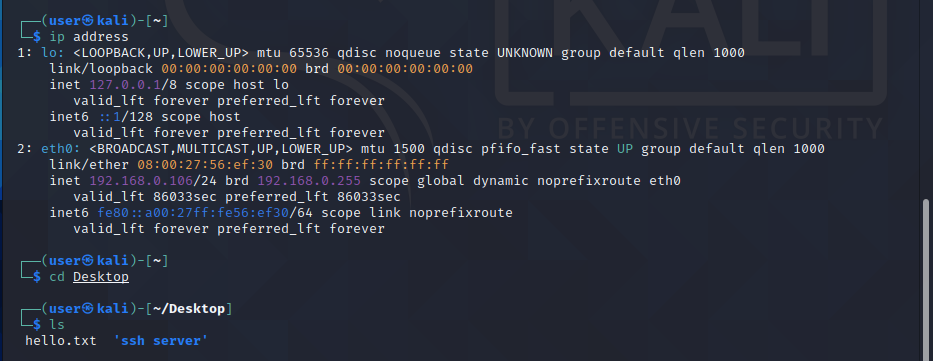 ┌──(user㉿kali)-[~]
└─$ ip address
1: lo: <LOOPBACK,UP,LOWER_UP> mtu 65536 qdisc noqueue state UNKNOWN group default qlen 1000
    link/loopback 00:00:00:00:00:00 brd 00:00:00:00:00:00
    inet 127.0.0.1/8 scope host lo
       valid_lft forever preferred_lft forever
    inet6 ::1/128 scope host
       valid_lft forever preferred_lft forever
2: eth0: <BROADCAST,MULTICAST,UP,LOWER_UP> mtu 1500 qdisc pfifo_fast state UP group default qlen 1000
    link/ether 08:00:27:56:ef:30 brd ff:ff:ff:ff:ff:ff
    inet 192.168.0.106/24 brd 192.168.0.255 scope global dynamic noprefixroute eth0
       valid_lft 86033sec preferred_lft 86033sec
    inet6 fe80::a00:27ff:fe56:ef30/64 scope link noprefixroute
       valid_lft forever preferred_lft forever
┌──(user㉿kali)-[~]
└─$ cd Desktop
┌──(user㉿kali)-[~/Desktop]
└─$ ls
 hello.txt  'ssh server'
KALI
BY OFFENSIVE SECURITY